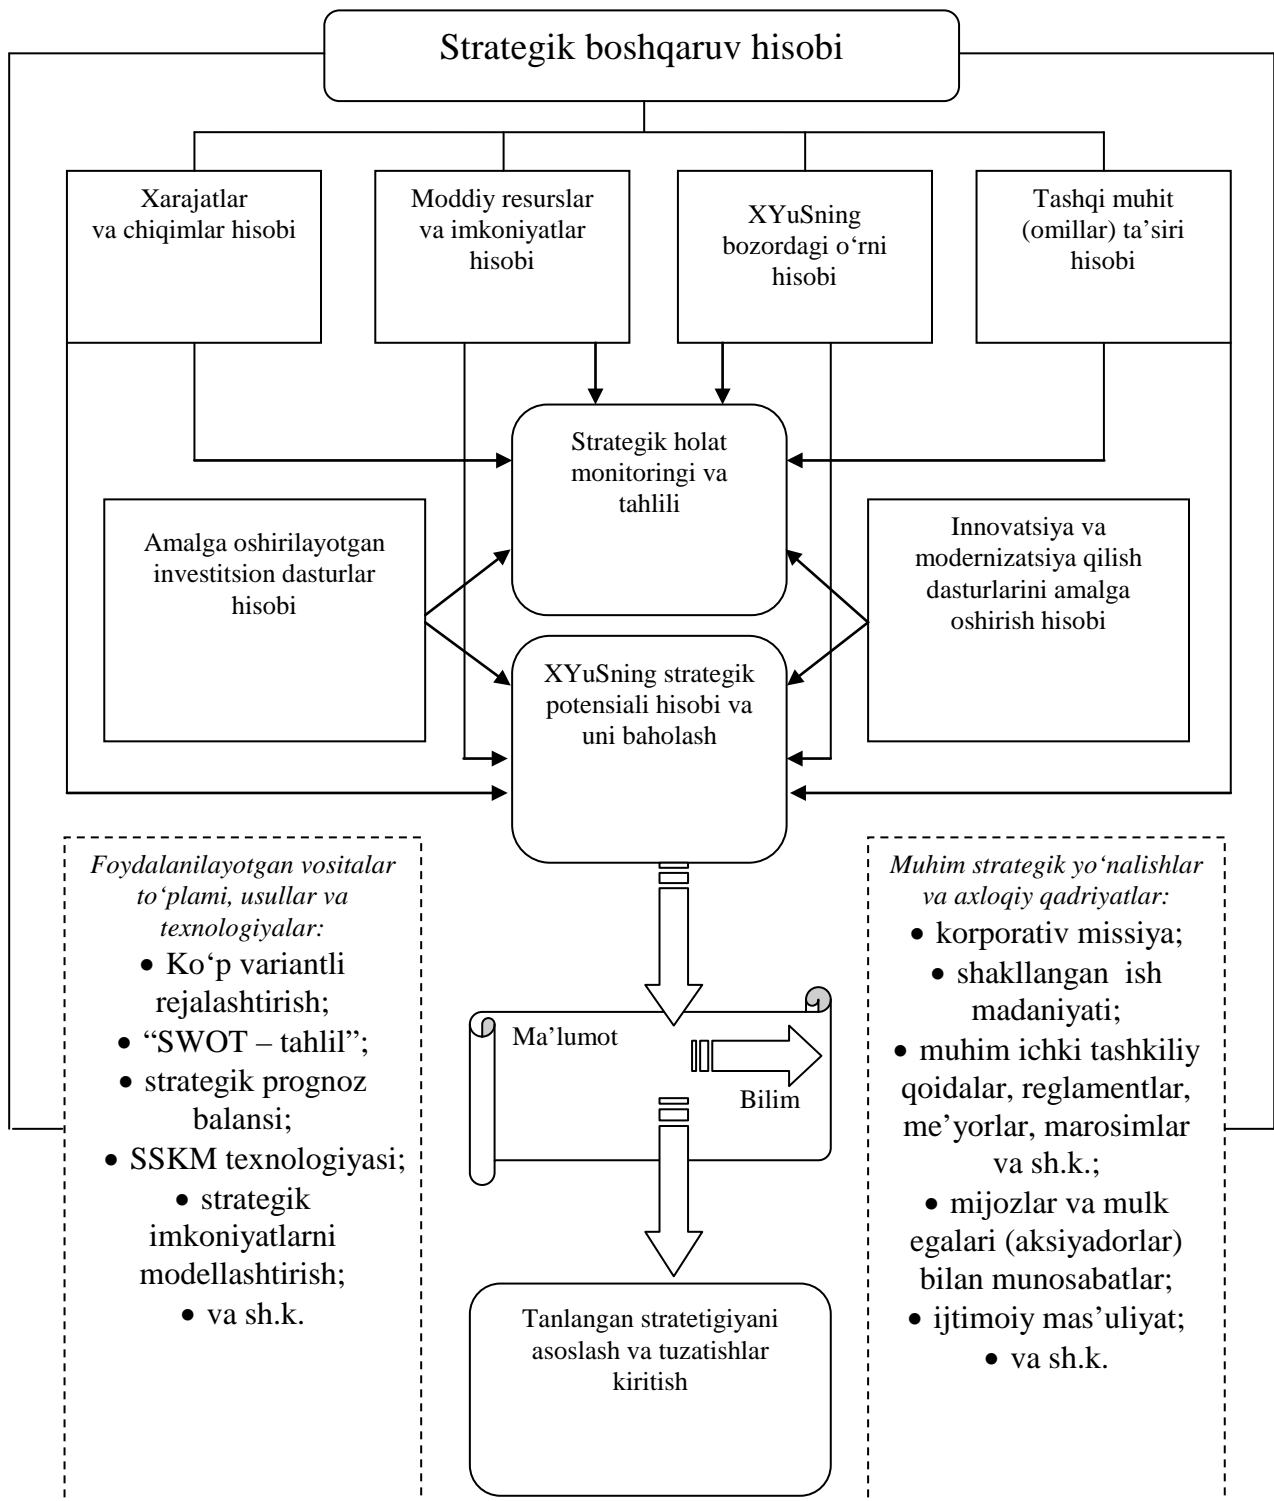 Strategik boshqaruv hisobi
Xarajatlar
va chiqimlar hisobi
Moddiy resurslar
va imkoniyatlar
hisobi
XYuSning
bozordagi o‘rni
hisobi
Tashqi muhit
(omillar) ta’siri
hisobi
Strategik holat
monitoringi va
tahlili
Amalga oshirilayotgan
investitsion dasturlar
hisobi
Innovatsiya va
modernizatsiya qilish
dasturlarini amalga
oshirish hisobi
XYuSning strategik
potensiali hisobi va
uni baholash
Foydalanilayotgan vositalar
to‘plami, usullar va
texnologiyalar:
• Ko‘p variantli
rejalashtirish;
• “SWOT – tahlil”;
• strategik prognoz
balansi;
• SSKM texnologiyasi;
• strategik
imkoniyatlarni
modellashtirish;
• va sh.k.
Ma’lumot
Bilim
Tanlangan stratetigiyani
asoslash va tuzatishlar
kiritish
Muhim strategik yo‘nalishlar
va axloqiy qadriyatlar:
• korporativ missiya;
• shakllangan ish
madaniyati;
• muhim ichki tashkiliy
qoidalar, reglamentlar,
me’yorlar, marosimlar
va sh.k.;
• mijozlar va mulk
egalari (aksiyadorlar)
bilan munosabatlar;
• ijtimoiy mas’uliyat;
• va sh.k.